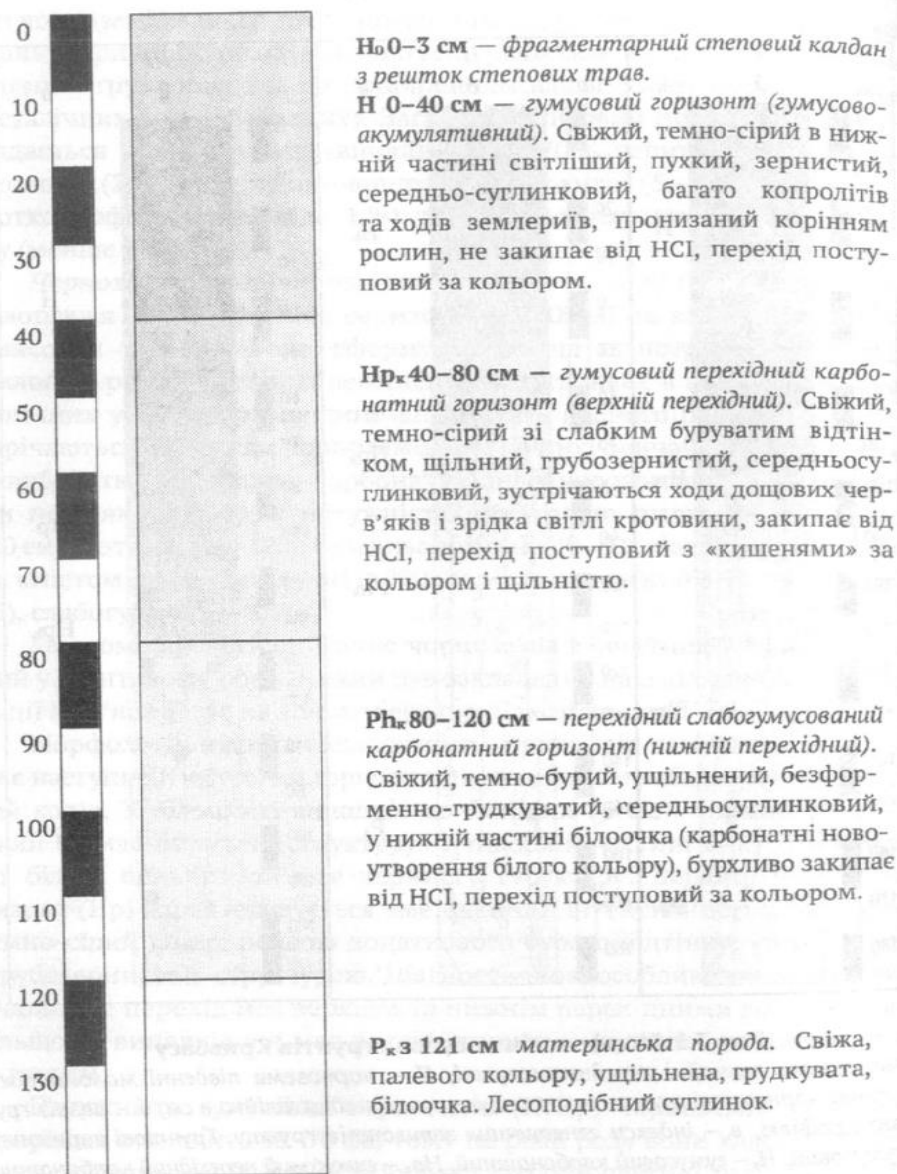 0
10
20
30
40
50
60
70
80
90
100
110
120
130
H₀ 0–3 см — фрагментарний степовий калдан
з решток степових трав.
H 0–40 см — гумусовий горизонт (гумусово-
акумулятивний). Свіжий, темно-сірий в ниж-
ній частині світліший, пухкий, зернистий,
середньо-суглинковий, багато копролітів
та ходів землериїв, пронизаний корінням
рослин, не закипає від HCl, перехід посту-
повий за кольором.
Hpₖ 40–80 см — гумусовий перехідний карбо-
натний горизонт (верхній перехідний). Свіжий,
темно-сірий зі слабким буруватим відтін-
ком, щільний, грубозернистий, середньосу-
глинковий, зустрічаються ходи дощових чер-
в'яків і зрідка світлі кротовини, закипає від
HCl, перехід поступовий з «кишенями» за
кольором і щільністю.
Phₖ 80–120 см — перехідний слабогумусований
карбонатний горизонт (нижній перехідний).
Свіжий, темно-бурий, ущільнений, безфор-
менно-грудкуватий, середньосуглинковий,
у нижній частині білоочка (карбонатні ново-
утворення білого кольору), бурхливо закипає
від HCl, перехід поступовий за кольором.
Pₖ з 121 см — материнська порода. Свіжа,
палевого кольору, ущільнена, грудкувата,
білоочка. Лесоподібний суглинок.